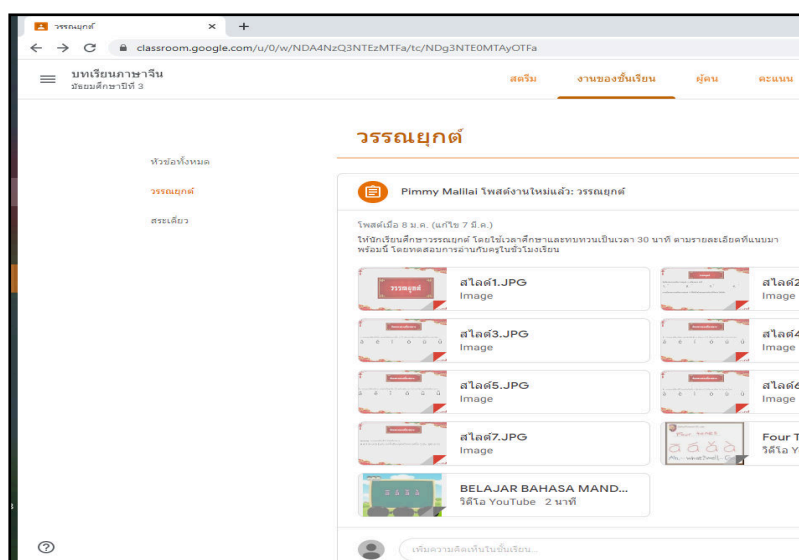 วรรณยุกต์
classroom.google.com/u/0/w/NDA4NzQ3NTEzMTFa/tc/NDg3NTE0MTAyOTFa
บทเรียนภาษาจีน
มัธยมศึกษาปีที่ 3
สตรีม งานของชั้นเรียน ผู้คน คะแนน
วรรณยุกต์
หัวข้อทั้งหมด
วรรณยุกต์
สระเดี่ยว
Pimmy Malilai โพสต์งานใหม่แล้ว: วรรณยุกต์
โพสต์เมื่อ 8 ม.ค. (แก้ไข 7 มี.ค.)
ให้นักเรียนศึกษาวรรณยุกต์ โดยใช้เวลาศึกษาและทบทวนเป็นเวลา 30 นาที ตามรายละเอียดที่แนบมา
พร้อมนี้ โดยทดสอบการอ่านกับครูในชั่วโมงเรียน
วรรณยุกต์
สไลด์1.JPG
Image
สไลด์2
Image
สไลด์3.JPG
Image
สไลด์4
Image
สไลด์5.JPG
Image
สไลด์6
Image
สไลด์7.JPG
Image
Four T
วิดีโอ Y
BELAJAR BAHASA MAND...
วิดีโอ YouTube 2 นาที
เพิ่มความคิดเห็นในชั้นเรียน...